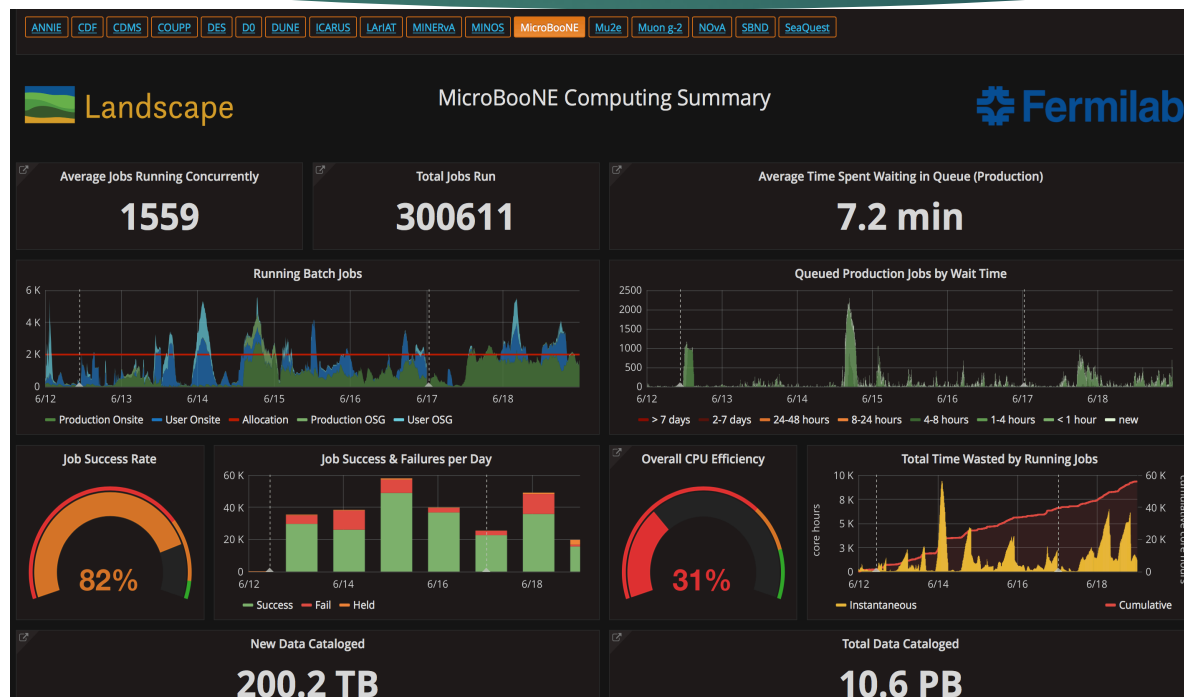 ANNIE CDF CDMS COUPP DES D0 DUNE ICARUS LArIAT MINERvA MINOS MicroBooNE Mu2e Muon g-2 NOvA SBND SeaQuest
Landscape
MicroBooNE Computing Summary
Fermilab
Average Jobs Running Concurrently
1559
Total Jobs Run
300611
Average Time Spent Waiting in Queue (Production)
7.2 min
Running Batch Jobs
6 K
4 K
2 K
0
6/12 6/13 6/14 6/15 6/16 6/17 6/18
Production Onsite User Onsite Allocation Production OSG User OSG
Queued Production Jobs by Wait Time
2500
2000
1500
1000
500
0
6/12 6/13 6/14 6/15 6/16 6/17 6/18
> 7 days 2-7 days 24-48 hours 8-24 hours 4-8 hours 1-4 hours < 1 hour new
Job Success Rate
82%
Job Success & Failures per Day
60 K
40 K
20 K
0
6/12 6/14 6/16 6/18
Success Fail Held
Overall CPU Efficiency
31%
Total Time Wasted by Running Jobs
core hours
10 K
8 K
5 K
3 K
0
60 K
40 K
20 K
0
cumulative core hours
6/12 6/14 6/16 6/18
Instantaneous Cumulative
New Data Cataloged
200.2 TB
Total Data Cataloged
10.6 PB